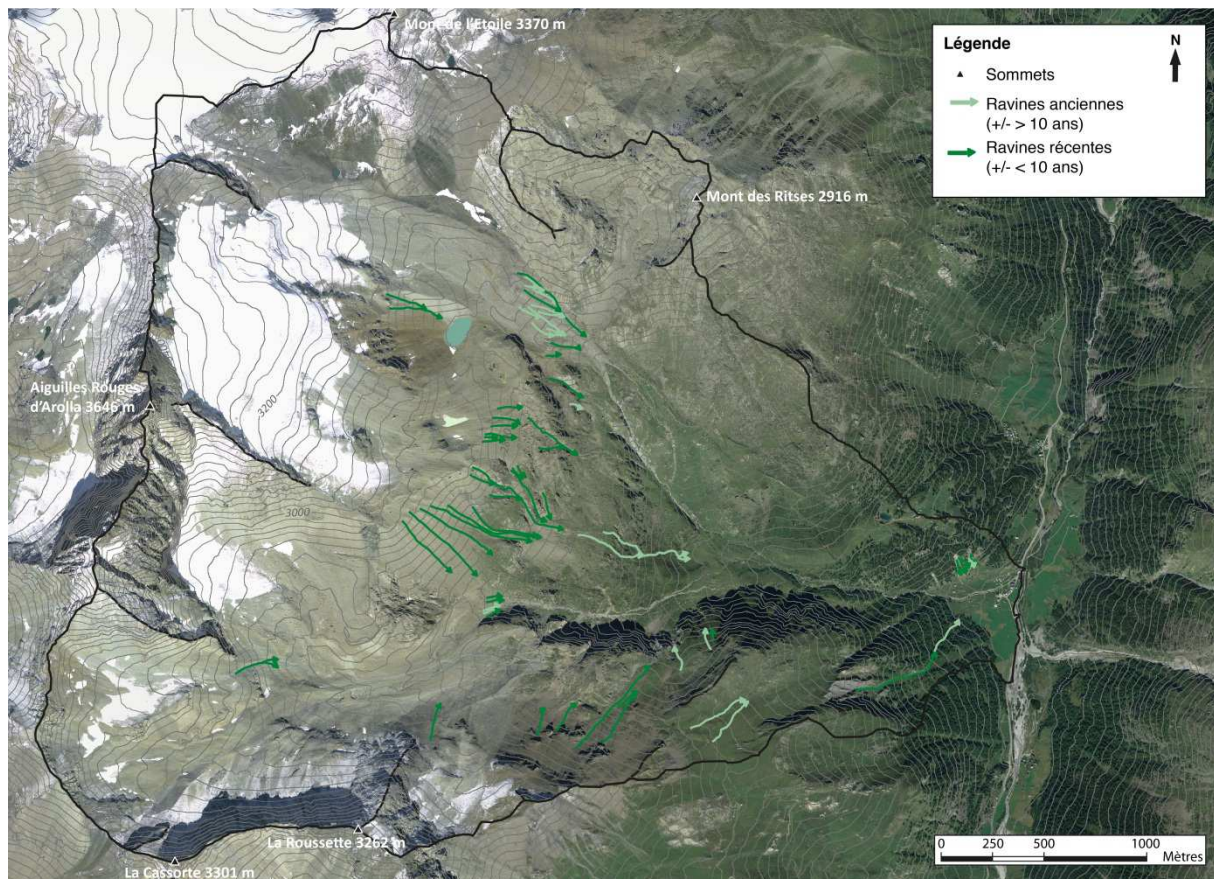 Mont de l'Etoile 3370 m
Légende
N
Sommets
Ravines anciennes
(+/- > 10 ans)
Ravines récentes
(+/- < 10 ans)
Mont des Ritses 2916 m
Aiguilles Rouges
d'Arolla 3646 m
3200
3000
La Roussette 3262 m
La Cassorte 3301 m
0 250 500 1000
Mètres